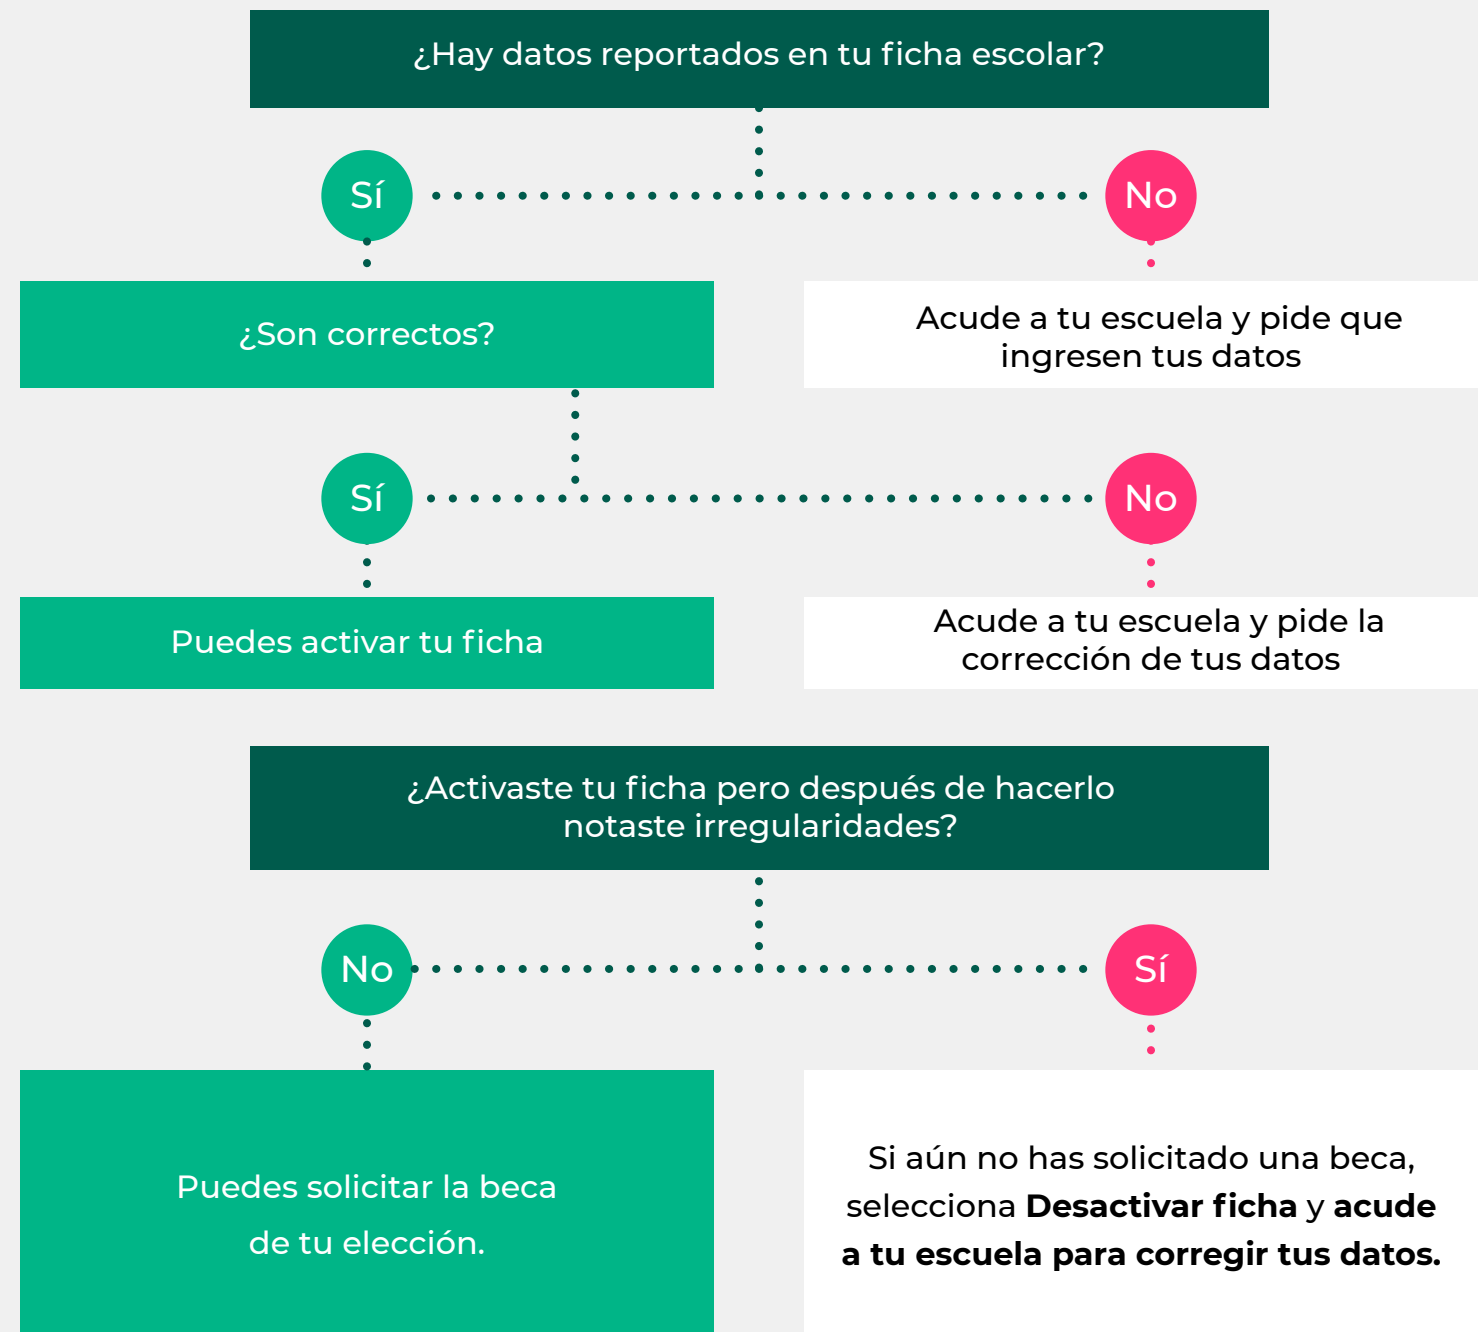 ¿Hay datos reportados en tu ficha escolar?
Sí
No
¿Son correctos?
Acude a tu escuela y pide que
ingresen tus datos
Sí
No
Puedes activar tu ficha
Acude a tu escuela y pide la
corrección de tus datos
¿Activaste tu ficha pero después de hacerlo
notaste irregularidades?
No
Sí
Puedes solicitar la beca
de tu elección.
Si aún no has solicitado una beca,
selecciona Desactivar ficha y acude
a tu escuela para corregir tus datos.